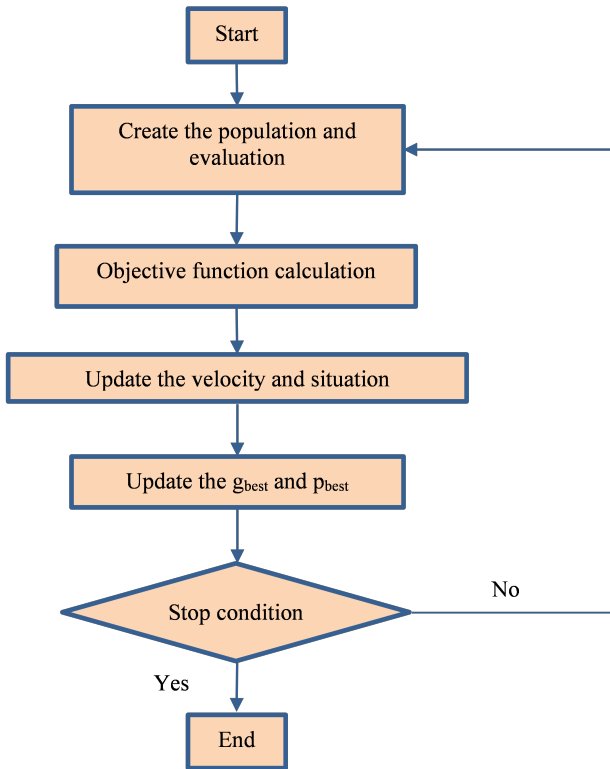 Start
Create the population and
evaluation
Objective function calculation
Update the velocity and situation
Update the gbest and pbest
Stop condition
No
Yes
End